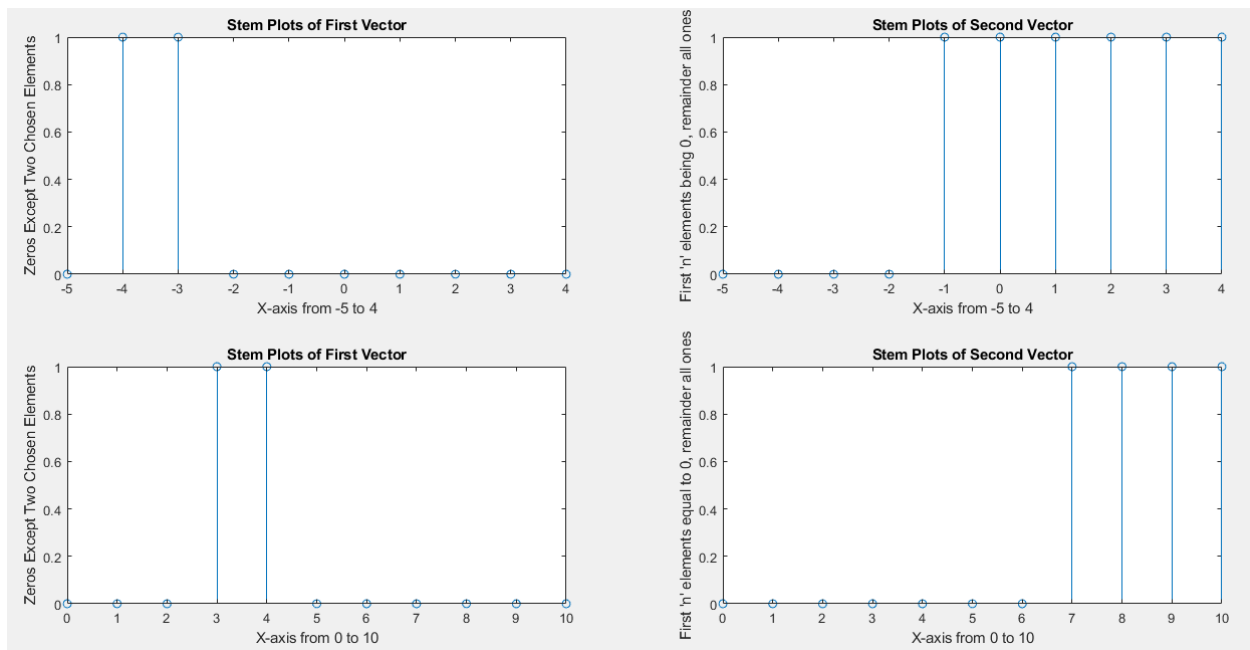 Stem Plots of First Vector
Zeros Except Two Chosen Elements
1
0.8
0.6
0.4
0.2
0
-5 -4 -3 -2 -1 0 1 2 3 4
X-axis from -5 to 4
Stem Plots of Second Vector
First 'n' elements being 0, remainder all ones
1
0.8
0.6
0.4
0.2
0
-5 -4 -3 -2 -1 0 1 2 3 4
X-axis from -5 to 4
Stem Plots of First Vector
Zeros Except Two Chosen Elements
1
0.8
0.6
0.4
0.2
0
0 1 2 3 4 5 6 7 8 9 10
X-axis from 0 to 10
Stem Plots of Second Vector
First 'n' elements equal to 0, remainder all ones
1
0.8
0.6
0.4
0.2
0
0 1 2 3 4 5 6 7 8 9 10
X-axis from 0 to 10